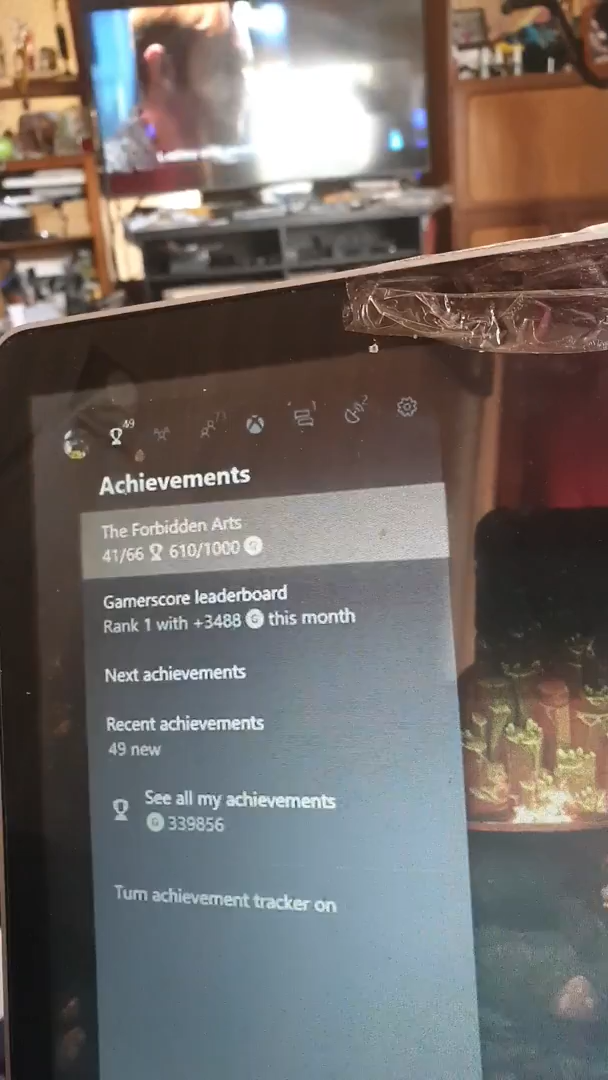 49
Achievements
The Forbidden Arts
41/66 610/1000 G
Gamerscore leaderboard
Rank 1 with +3488 G this month
Next achievements
Recent achievements
49 new
See all my achievements
G 339856
Turn achievement tracker on